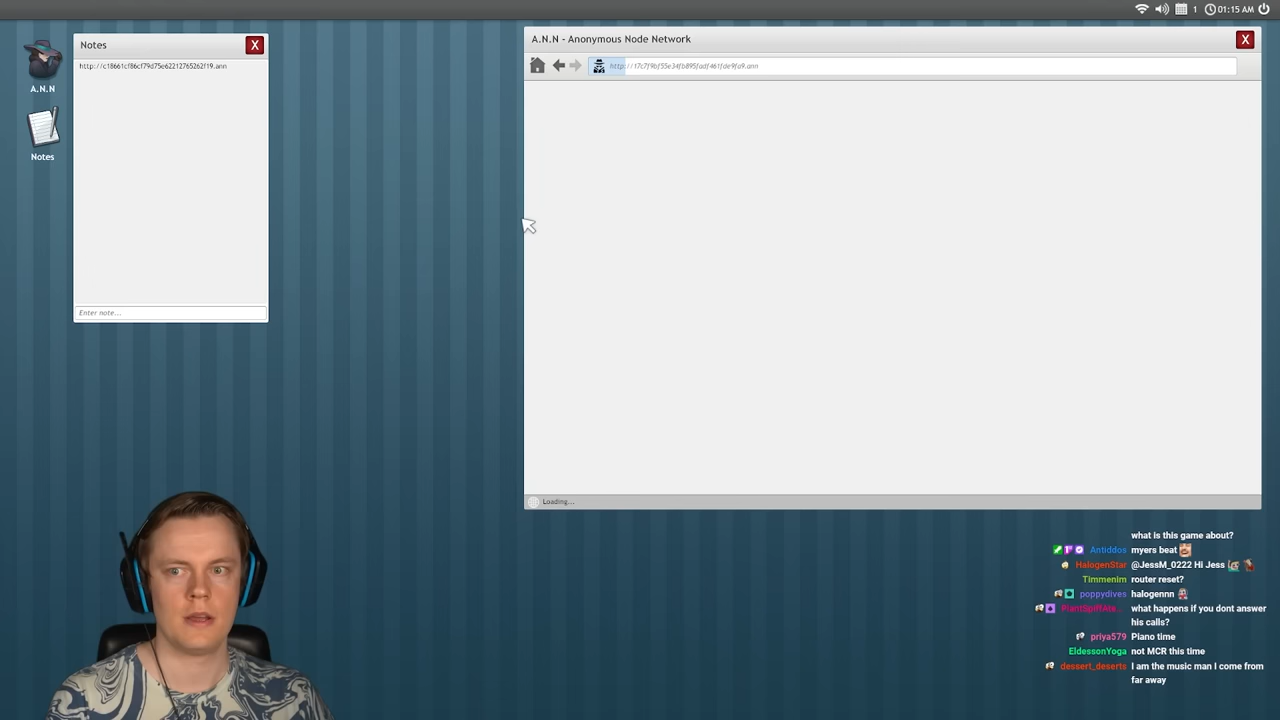 1
01:15 AM
Notes
X
http://c18661cf86cf79d75e62212765262f19.ann
Enter note...
A.N.N
Notes
A.N.N - Anonymous Node Network
X
http://17c7f9bf55e34fb895fadf461fde9fa9.ann
Loading...
what is this game about?
Antiddos myers beat
HalogenStar @JessM_0222 Hi Jess
Timmenim router reset?
poppydives halogennn
what happens if you dont answer
his calls?
priya579 Piano time
EldessonYoga not MCR this time
dessert_deserts I am the music man I come from
far away